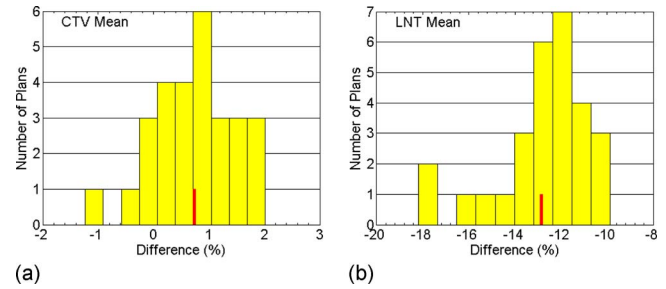 CTV Mean
Number of Plans
6
5
4
3
2
1
0
-2 -1 0 1 2 3
Difference (%)
(a)
LNT Mean
Number of Plans
7
6
5
4
3
2
1
0
-20 -18 -16 -14 -12 -10 -8
Difference (%)
(b)